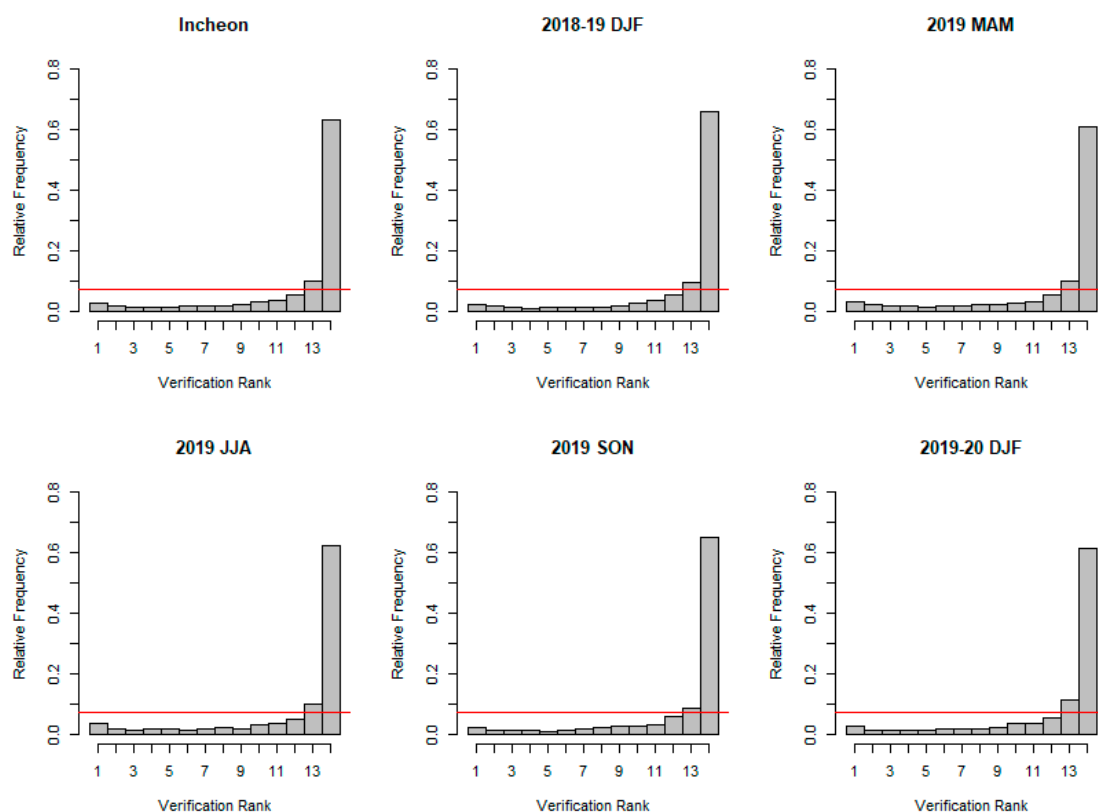 Incheon
2018-19 DJF
2019 MAM
Relative Frequency
0.0 0.2 0.4 0.6 0.8
1 3 5 7 9 11 13
Verification Rank
Relative Frequency
0.0 0.2 0.4 0.6 0.8
1 3 5 7 9 11 13
Verification Rank
Relative Frequency
0.0 0.2 0.4 0.6 0.8
1 3 5 7 9 11 13
Verification Rank
2019 JJA
2019 SON
2019-20 DJF
Relative Frequency
0.0 0.2 0.4 0.6 0.8
1 3 5 7 9 11 13
Verification Rank
Relative Frequency
0.0 0.2 0.4 0.6 0.8
1 3 5 7 9 11 13
Verification Rank
Relative Frequency
0.0 0.2 0.4 0.6 0.8
1 3 5 7 9 11 13
Verification Rank